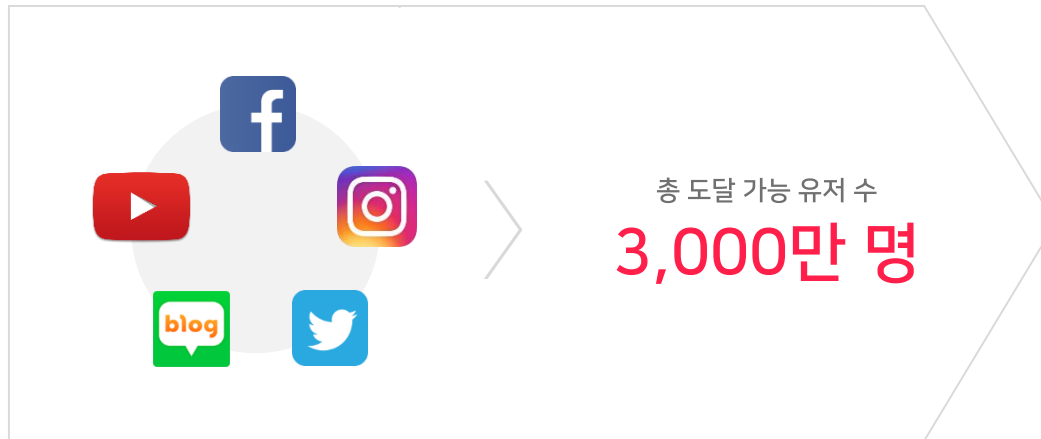 blog
총 도달 가능 유저 수
3,000만 명